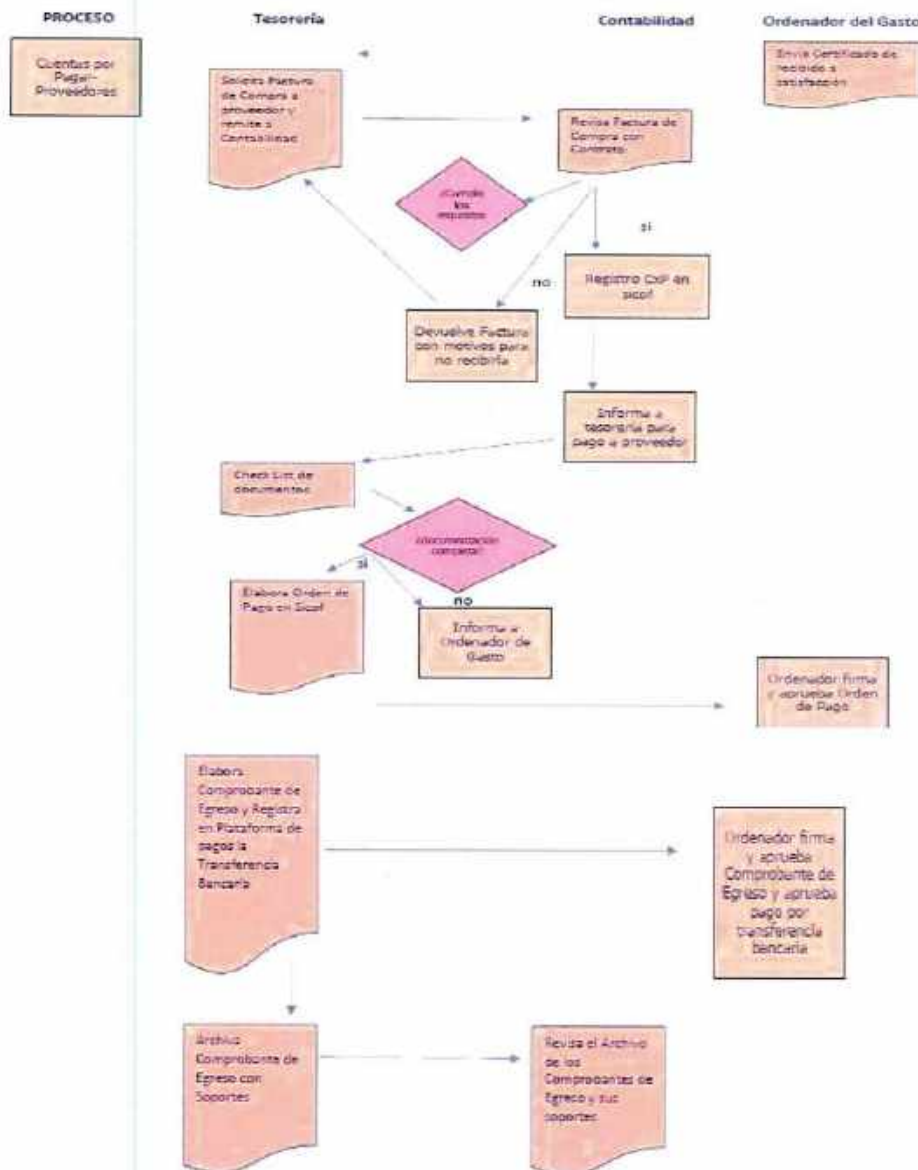 PROCESO Tesorería Contabilidad Ordenador del Gasto
Cuentas por
Pagar-
Proveedores
Solicita Factura
de Compra a
proveedor y
remite a
Contabilidad
Revisa Factura de
Compra con
Contrato
Envía Certificado de
recibido a
satisfacción
los
requisitos
si
no
Registro CxP en
sicof
Devuelve Factura
con motivos para
no recibirla
Informa a
tesorería para
pago a proveedor
Check List de
documentos
¿documentación
completa?
si
no
Elabora Orden de
Pago en Sicof
Informa a
Ordenador de
Gasto
Ordenador firma
y aprueba Orden
de Pago
Elabora
Comprobante de
Egreso y Registra
en Plataforma de
pagos la
Transferencia
Bancaria
Ordenador firma
y aprueba
Comprobante de
Egreso y aprueba
pago por
transferencia
bancaria
Archiva
Comprobante de
Egreso con
Soportes
Revisa el Archivo
de los
Comprobantes de
Egreso y sus
soportes